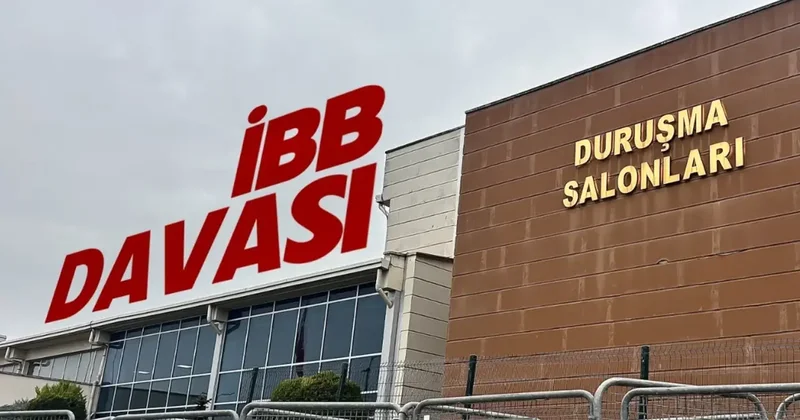 İBB
DAVASI
DURUŞMA
SALONLARI